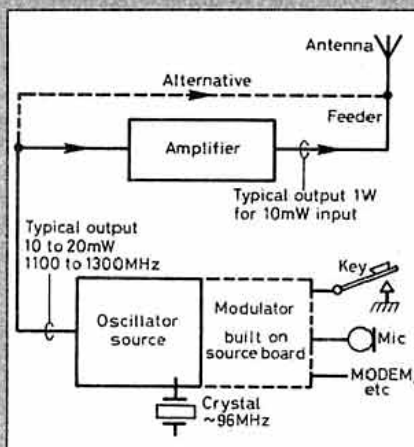 Antenna
Alternative
Feeder
Amplifier
Typical output 1W
for 10mW input
Typical output
10 to 20mW
1100 to 1300MHz
Key
Oscillator
source
Modulator
built on
source board
Mic
MODEM,
etc
Crystal
~96MHz